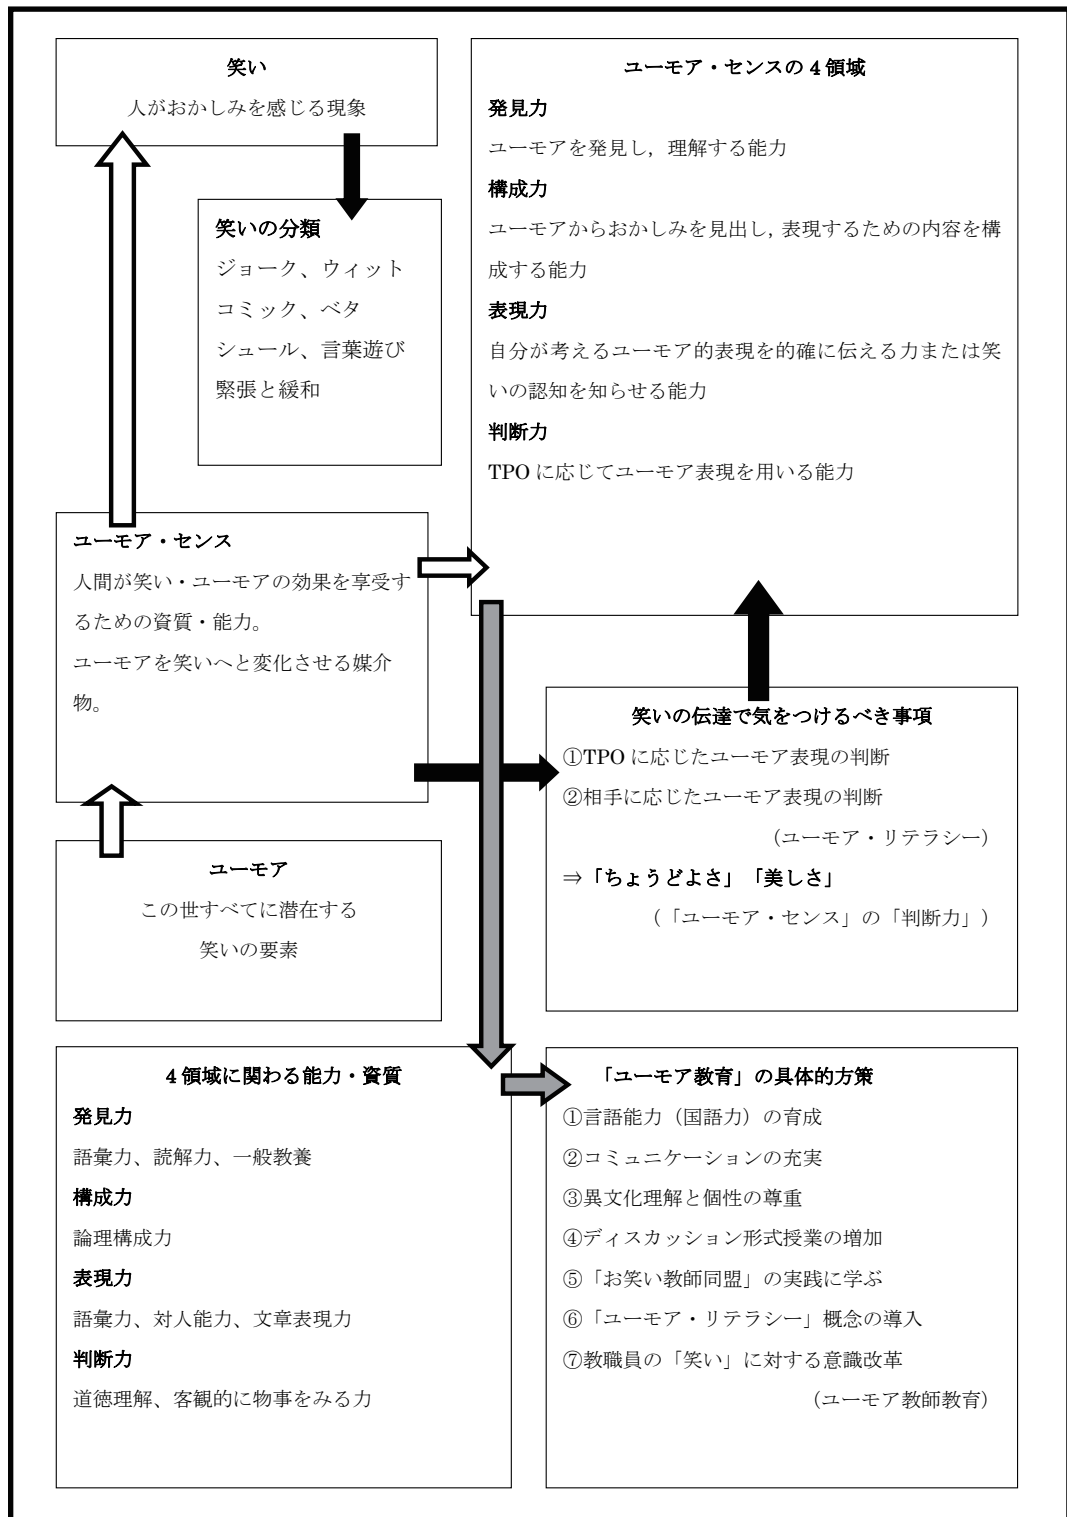 笑い
人がおかしみを感じる現象
笑いの分類
ジョーク、ウィット
コミック、ベタ
シュール、言葉遊び
緊張と緩和
ユーモア・センスの 4 領域
発見力
ユーモアを発見し，理解する能力
構成力
ユーモアからおかしみを見出し，表現するための内容を構
成する能力
表現力
自分が考えるユーモア的表現を的確に伝える力または笑
いの認知を知らせる能力
判断力
TPO に応じてユーモア表現を用いる能力
ユーモア・センス
人間が笑い・ユーモアの効果を享受す
るための資質・能力。
ユーモアを笑いへと変化させる媒介
物。
笑いの伝達で気をつけるべき事項
①TPO に応じたユーモア表現の判断
②相手に応じたユーモア表現の判断
（ユーモア・リテラシー）
⇒「ちょうどよさ」「美しさ」
（「ユーモア・センス」の「判断力」）
ユーモア
この世すべてに潜在する
笑いの要素
4 領域に関わる能力・資質
発見力
語彙力、読解力、一般教養
構成力
論理構成力
表現力
語彙力、対人能力、文章表現力
判断力
道徳理解、客観的に物事をみる力
「ユーモア教育」の具体的方策
①言語能力（国語力）の育成
②コミュニケーションの充実
③異文化理解と個性の尊重
④ディスカッション形式授業の増加
⑤「お笑い教師同盟」の実践に学ぶ
⑥「ユーモア・リテラシー」概念の導入
⑦教職員の「笑い」に対する意識改革
（ユーモア教師教育）